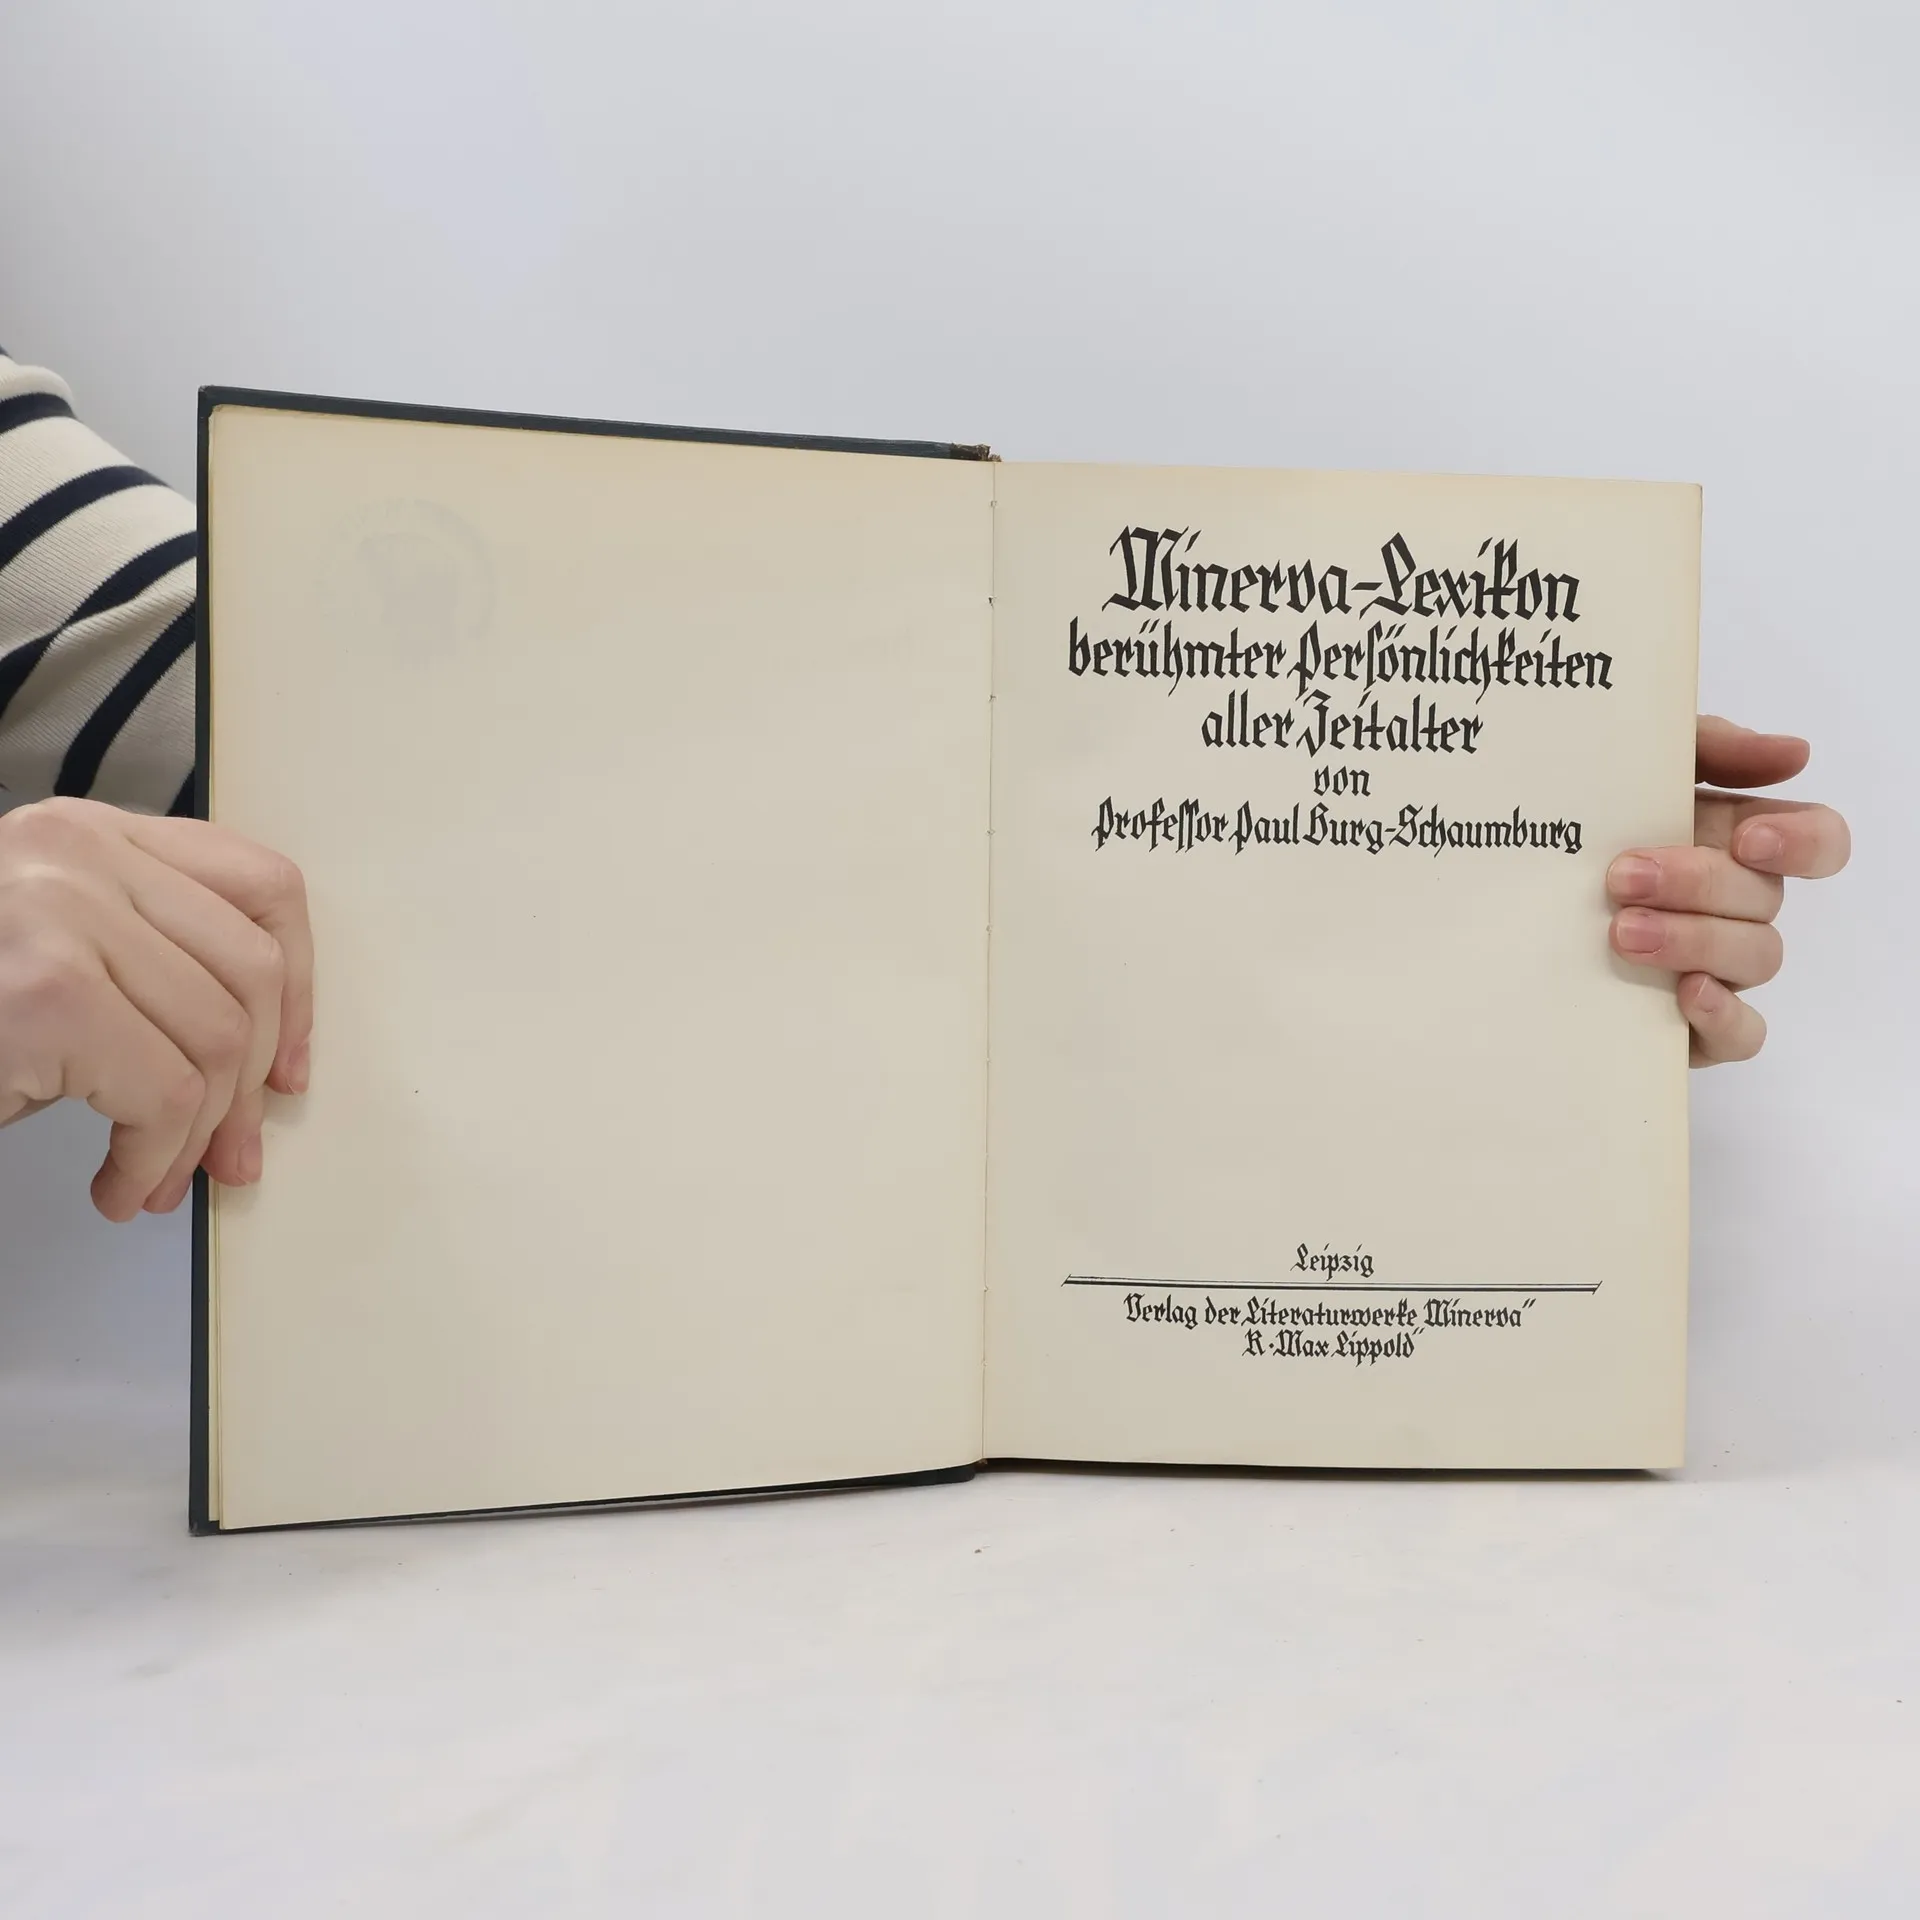 Minerva-Lexikon
berühmter Persönlichkeiten
aller Zeitalter
von
Professor Paul Burg-Schaumburg
Leipzig
Verlag der Literaturwerke Minerva"
R·Max Lippold"